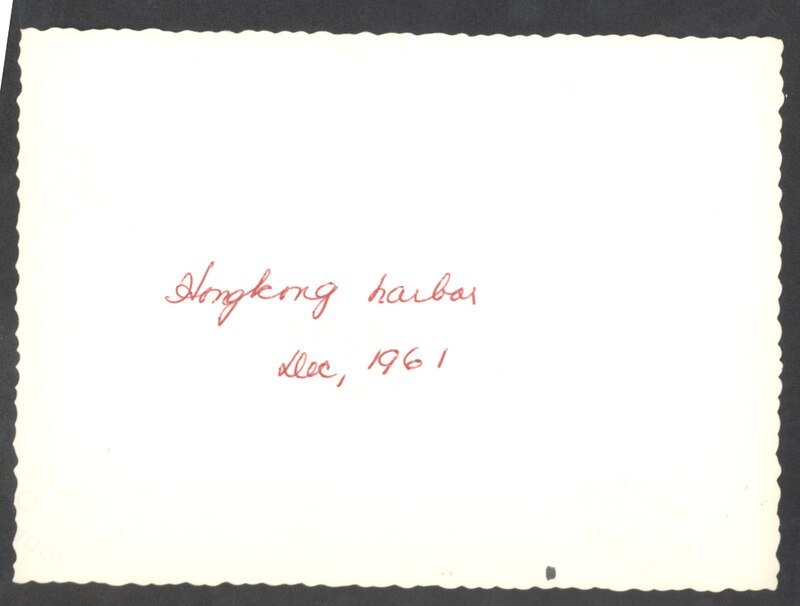 Hongkong harbor
Dec, 1961